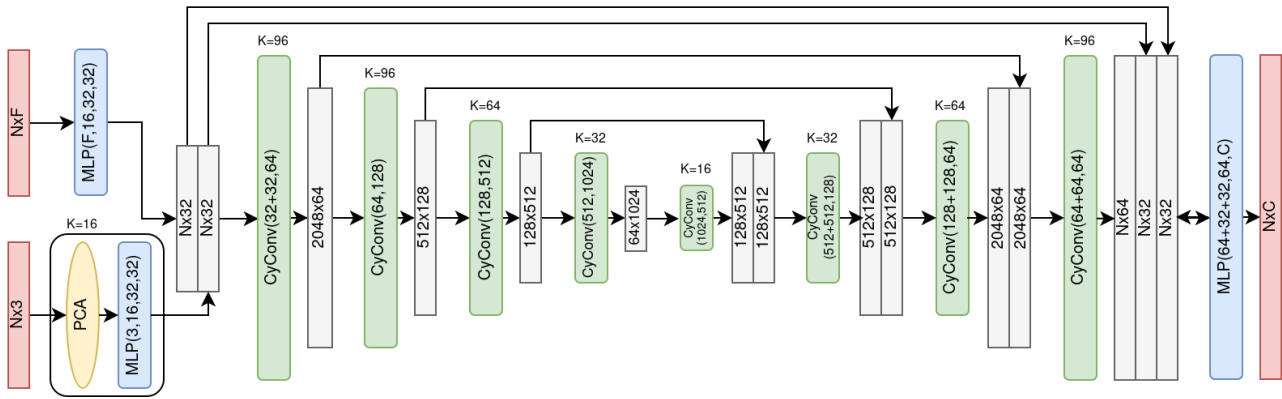 NxF
MLP(F,16,32,32)
Nx3
K=16
PCA
MLP(3,16,32,32)
Nx32
Nx32
K=96
CyConv(32+32,64)
2048x64
K=96
CyConv(64,128)
512x128
K=64
CyConv(128,512)
128x512
K=32
CyConv(512,1024)
64x1024
K=16
CyConv
(1024,512)
128x512
128x512
K=32
CyConv
(512+512,128)
512x128
512x128
K=64
CyConv(128+128,64)
2048x64
2048x64
K=96
CyConv(64+64,64)
Nx64
Nx32
Nx32
MLP(64+32+32,64,C)
NxC